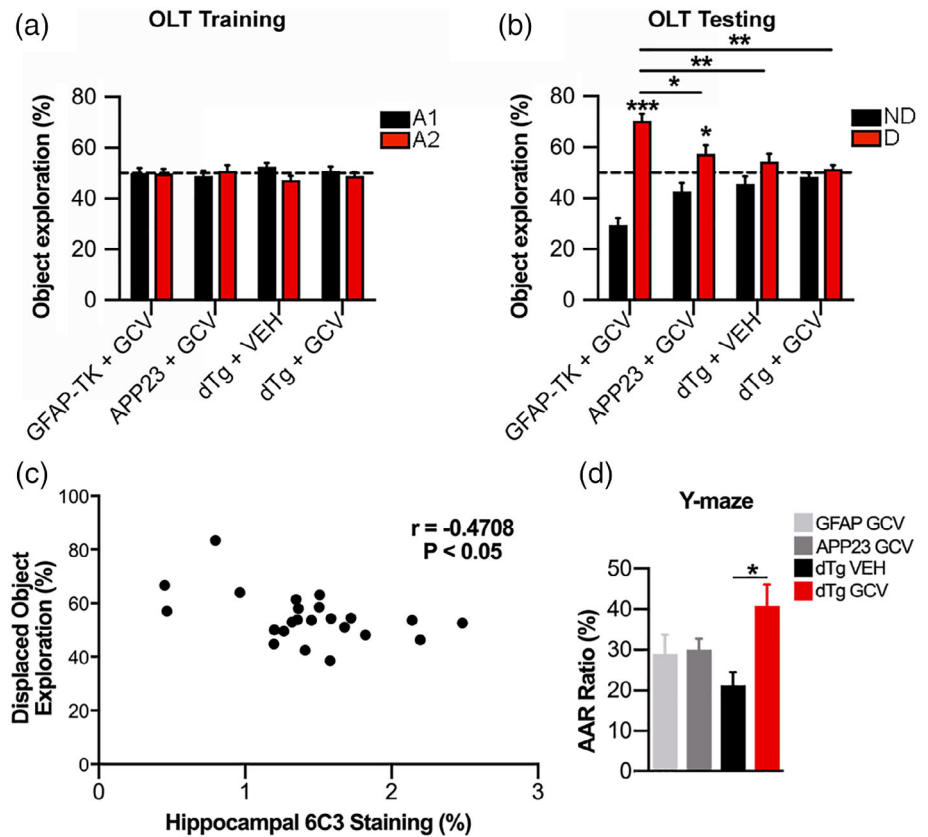 (a)
OLT Training
Object exploration (%)
80
60
40
20
0
A1
A2
GFAP-TK + GCV
APP23 + GCV
dTg + VEH
dTg + GCV
(b)
OLT Testing
**
**
*
***
*
Object exploration (%)
80
60
40
20
0
ND
D
GFAP-TK + GCV
APP23 + GCV
dTg + VEH
dTg + GCV
(c)
Displaced Object
Exploration (%)
100
80
60
40
20
0
r = -0.4708
P < 0.05
0
1
2
3
Hippocampal 6C3 Staining (%)
(d)
Y-maze
AAR Ratio (%)
50
40
30
20
10
0
*
GFAP GCV
APP23 GCV
dTg VEH
dTg GCV